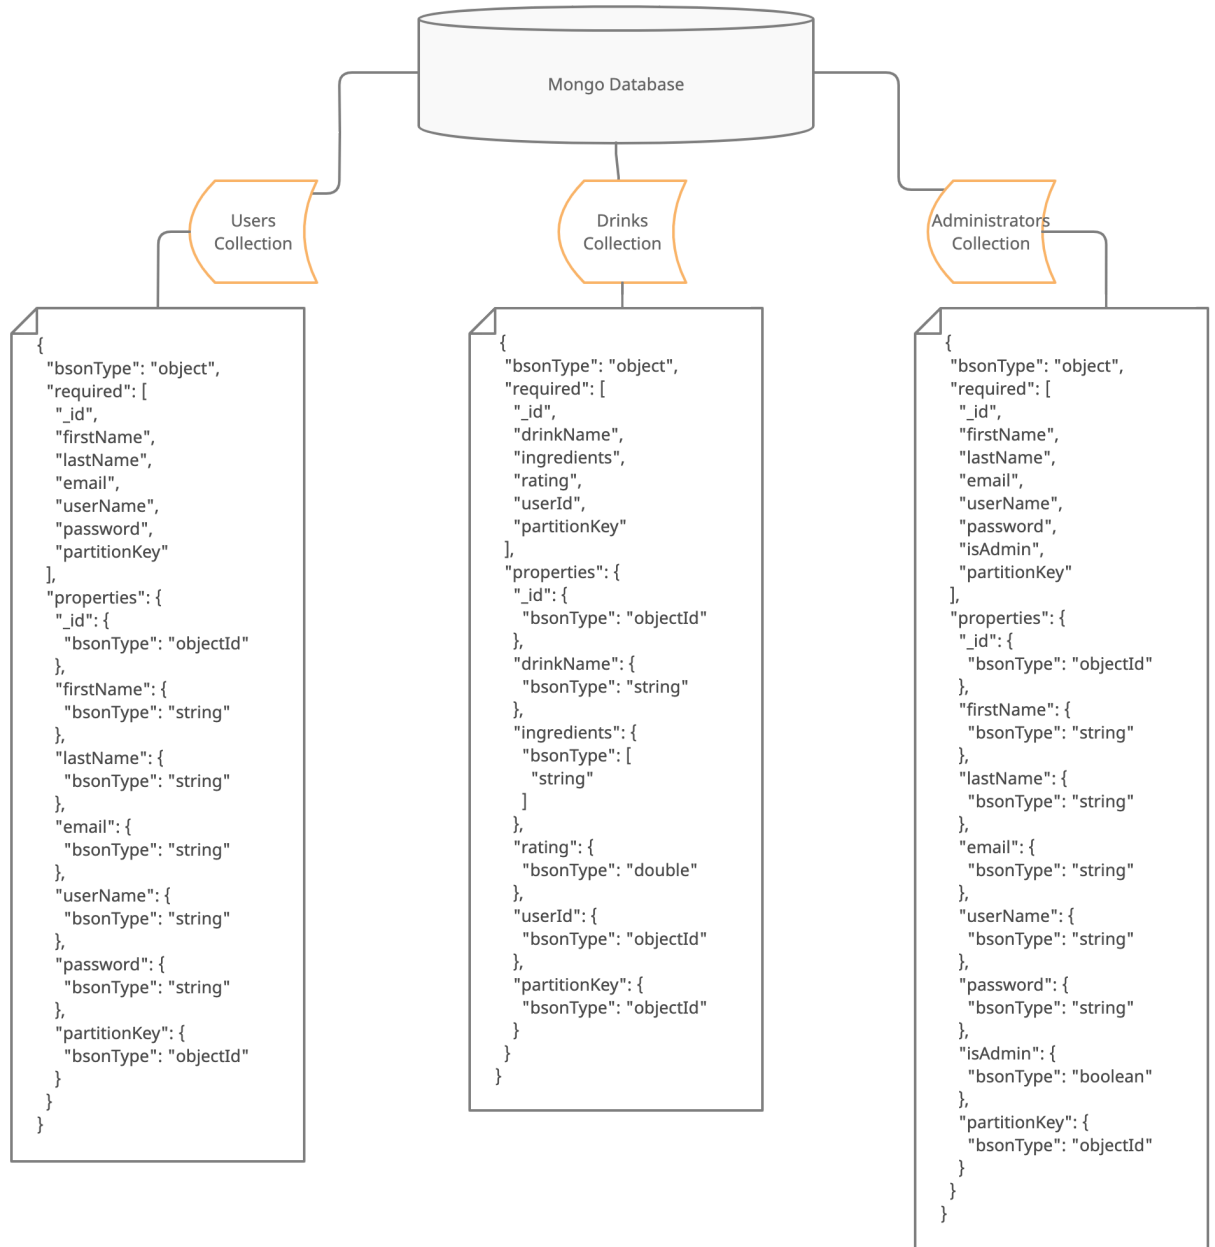 Mongo Database
Users
Collection
Drinks
Collection
Administrators
Collection
{
"bsonType": "object",
"required": [
"_id",
"firstName",
"lastName",
"email",
"userName",
"password",
"partitionKey"
],
"properties": {
"_id": {
"bsonType": "objectId"
},
"firstName": {
"bsonType": "string"
},
"lastName": {
"bsonType": "string"
},
"email": {
"bsonType": "string"
},
"userName": {
"bsonType": "string"
},
"password": {
"bsonType": "string"
},
"partitionKey": {
"bsonType": "objectId"
}
}
}
{
"bsonType": "object",
"required": [
"_id",
"drinkName",
"ingredients",
"rating",
"userId",
"partitionKey"
],
"properties": {
"_id": {
"bsonType": "objectId"
},
"drinkName": {
"bsonType": "string"
},
"ingredients": {
"bsonType": [
"string"
]
},
"rating": {
"bsonType": "double"
},
"userId": {
"bsonType": "objectId"
},
"partitionKey": {
"bsonType": "objectId"
}
}
}
{
"bsonType": "object",
"required": [
"_id",
"firstName",
"lastName",
"email",
"userName",
"password",
"isAdmin",
"partitionKey"
],
"properties": {
"_id": {
"bsonType": "objectId"
},
"firstName": {
"bsonType": "string"
},
"lastName": {
"bsonType": "string"
},
"email": {
"bsonType": "string"
},
"userName": {
"bsonType": "string"
},
"password": {
"bsonType": "string"
},
"isAdmin": {
"bsonType": "boolean"
},
"partitionKey": {
"bsonType": "objectId"
}
}
}